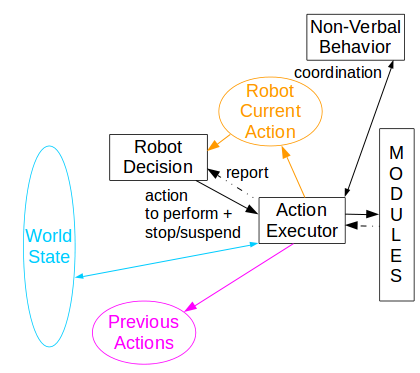 Non-Verbal
Behavior
coordination
Robot
Current
Action
Robot
Decision
report
action
to perform +
stop/suspend
Action
Executor
M
O
D
U
L
E
S
World
State
Previous
Actions